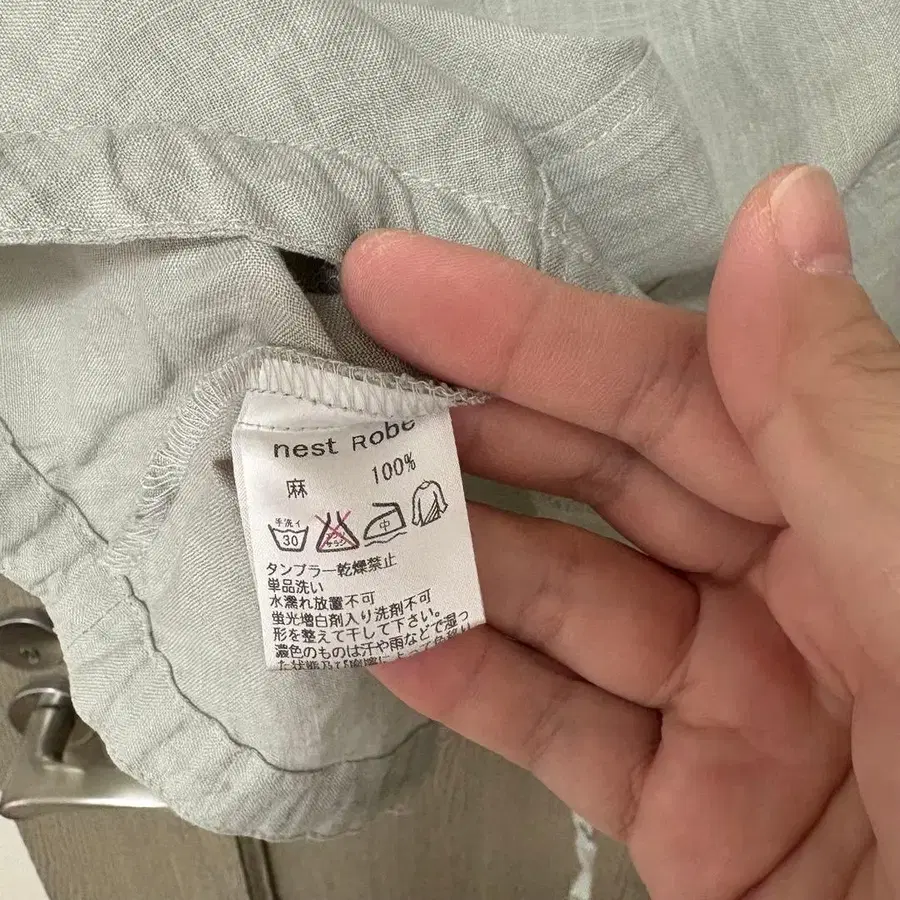 nest Robe
麻 100%
手洗イ
30 中
タンブラー乾燥禁止
単品洗い
水濡れ放置不可
蛍光増白剤入り洗剤不可
形を整えて干して下さい。
濃色のものは汗や雨などで湿っ